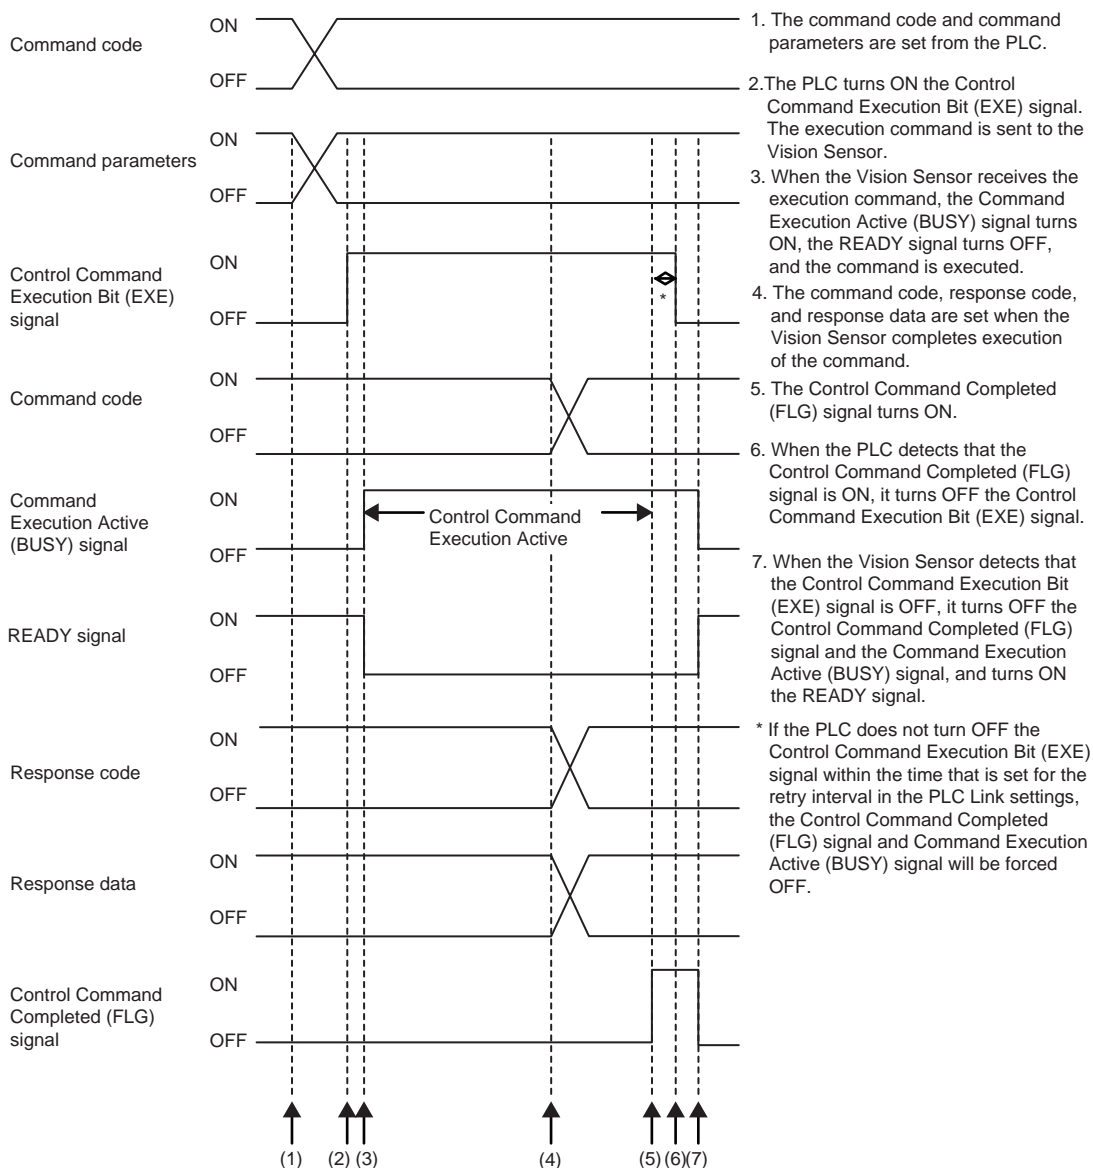 Command code
ON
OFF
Command parameters
ON
OFF
Control Command
Execution Bit (EXE)
signal
ON
OFF
*
Command code
ON
OFF
Command
Execution Active
(BUSY) signal
ON
OFF
Control Command
Execution Active
READY signal
ON
OFF
Response code
ON
OFF
Response data
ON
OFF
Control Command
Completed (FLG)
signal
ON
OFF
(1)
(2)
(3)
(4)
(5)
(6)
(7)
1. The command code and command
parameters are set from the PLC.
2.The PLC turns ON the Control
Command Execution Bit (EXE) signal.
The execution command is sent to the
Vision Sensor.
3. When the Vision Sensor receives the
execution command, the Command
Execution Active (BUSY) signal turns
ON, the READY signal turns OFF,
and the command is executed.
4. The command code, response code,
and response data are set when the
Vision Sensor completes execution
of the command.
5. The Control Command Completed
(FLG) signal turns ON.
6. When the PLC detects that the
Control Command Completed (FLG)
signal is ON, it turns OFF the Control
Command Execution Bit (EXE) signal.
7. When the Vision Sensor detects that
the Control Command Execution Bit
(EXE) signal is OFF, it turns OFF the
Control Command Completed (FLG)
signal and the Command Execution
Active (BUSY) signal, and turns ON
the READY signal.
* If the PLC does not turn OFF the
Control Command Execution Bit (EXE)
signal within the time that is set for the
retry interval in the PLC Link settings,
the Control Command Completed
(FLG) signal and Command Execution
Active (BUSY) signal will be forced
OFF.